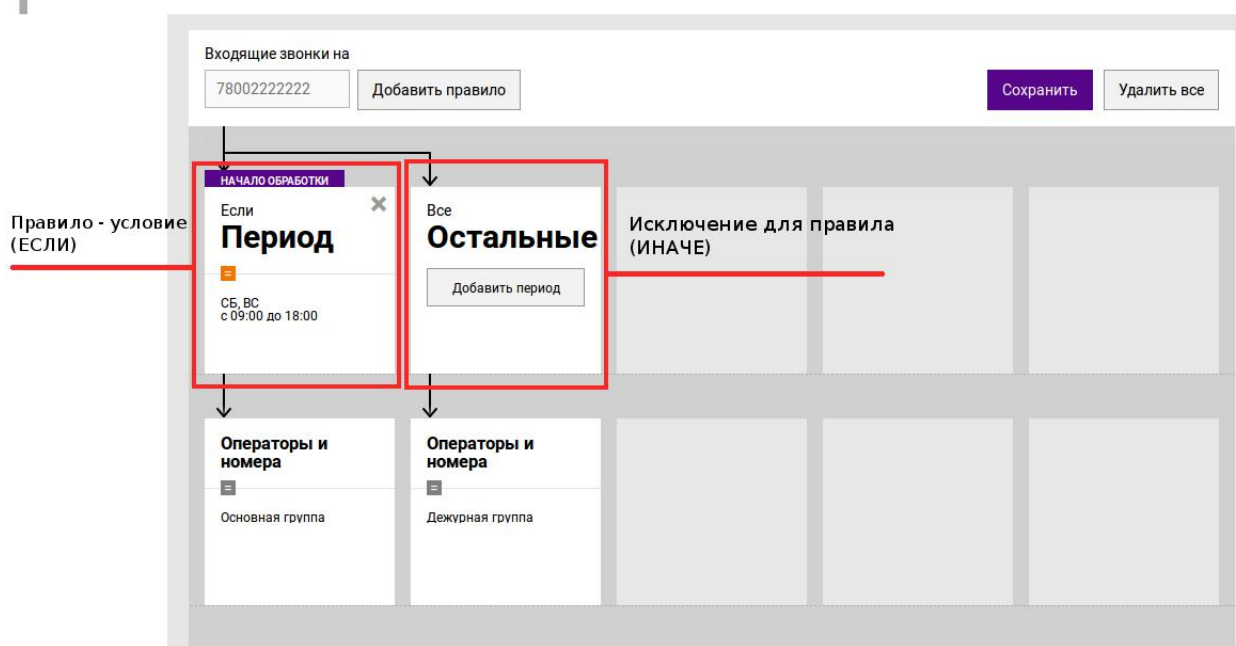 Входящие звонки на
78002222222
Добавить правило
Сохранить
Удалить все
НАЧАЛО ОБРАБОТКИ
Правило - условие
(ЕСЛИ)
Если
Период
=
СБ, ВС
с 09:00 до 18:00
Все
Остальные
Добавить период
Исключение для правила
(ИНАЧЕ)
Операторы и
номера
=
Основная группа
Операторы и
номера
=
Дежурная группа